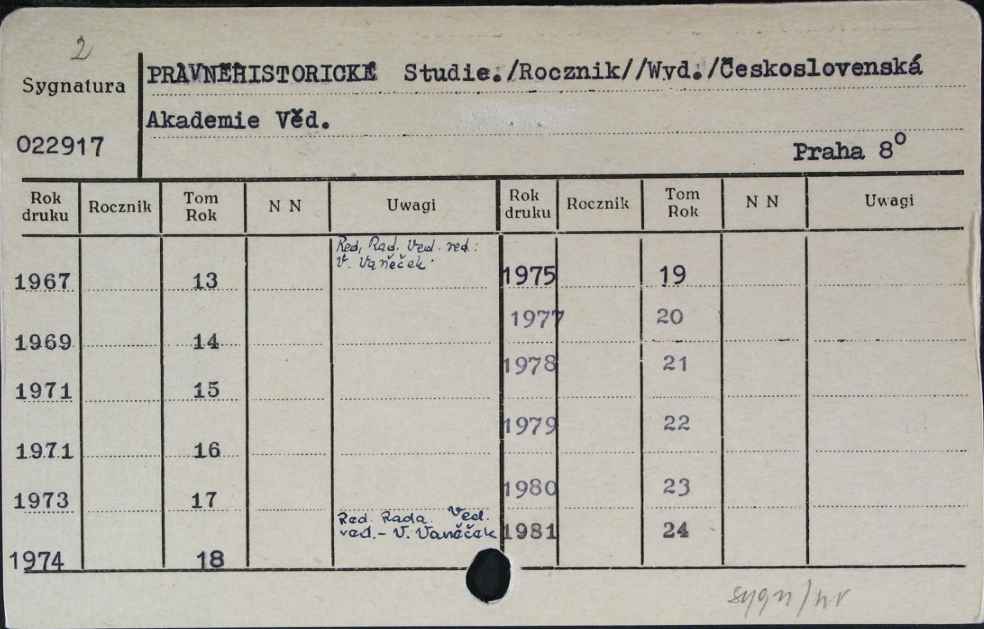 2
Sygnatura
022917
PRÁVNĚHISTORICKÉ Studie./Rocznik//Wyd./Československá
Akademie Věd.
Praha 8°
Rok druku Rocznik Tom Rok N N Uwagi Rok druku Rocznik Tom Rok N N Uwagi
Red. Rad. Ved. red.:
V. Vaněček
1967 13 1975 19
1977 20
1969 14
1978 21
1971 15
1979 22
1971 16
1980 23
1973 17
Red. Rada Ved.
red.- V. Vaněček 1981 24
1974 18
sygn/nr